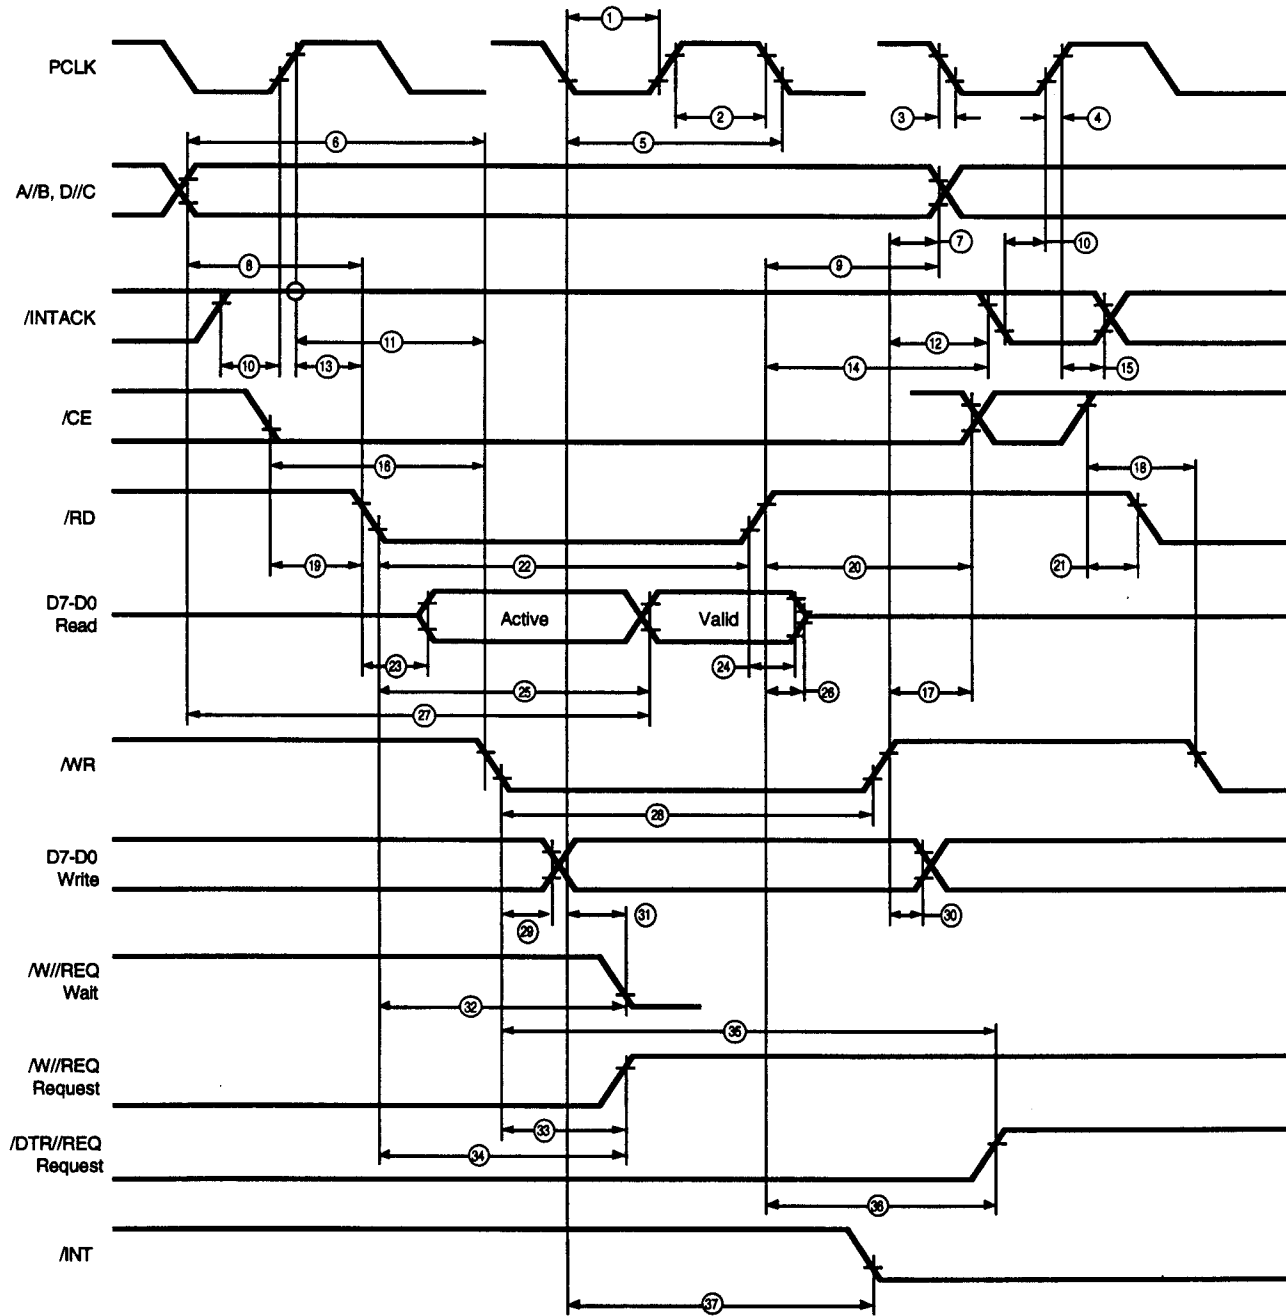 1
PCLK
2
3
4
6
5
A//B, D//C
7
10
8
9
/INTACK
11
12
10
13
14
15
/CE
16
18
/RD
19
22
20
21
D7-D0
Read
Active
Valid
23
24
25
26
17
27
/WR
28
D7-D0
Write
29
31
30
/W//REQ
Wait
32
35
/W//REQ
Request
33
34
/DTR//REQ
Request
36
/INT
37